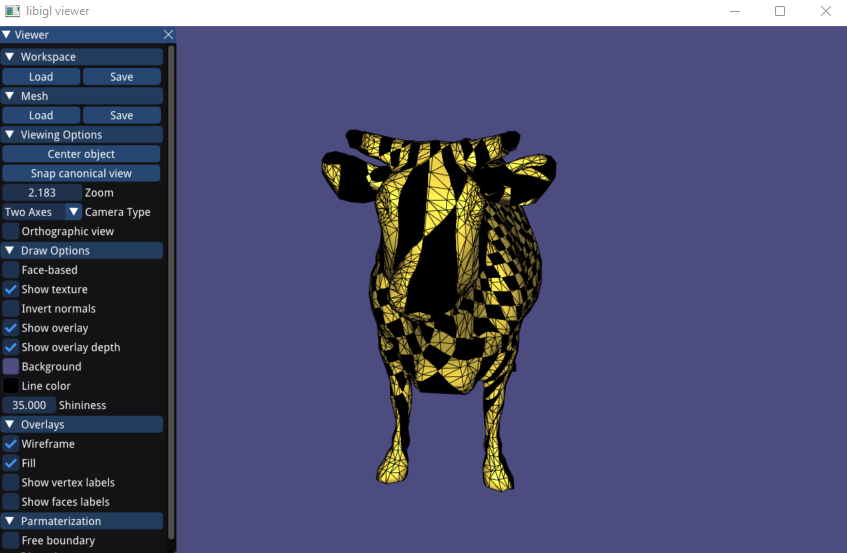 libigl viewer
Viewer
Workspace
Load Save
Mesh
Load Save
Viewing Options
Center object
Snap canonical view
2.183 Zoom
Two Axes Camera Type
Orthographic view
Draw Options
Face-based
Show texture
Invert normals
Show overlay
Show overlay depth
Background
Line color
35.000 Shininess
Overlays
Wireframe
Fill
Show vertex labels
Show faces labels
Parmaterization
Free boundary